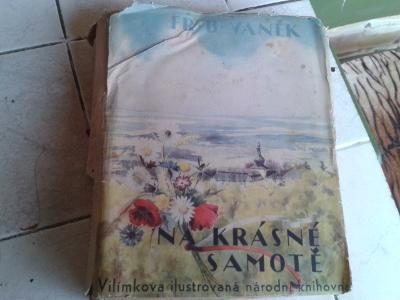 FR. B. VANĚK
NA KRÁSNÉ
SAMOTĚ
Vilímkova ilustrovaná národní knihovna